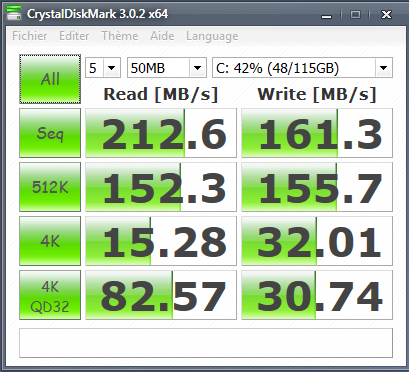 CrystalDiskMark 3.0.2 x64
Fichier Editer Thème Aide Language
All 5 50MB C: 42% (48/115GB)
Read [MB/s] Write [MB/s]
Seq 212.6 161.3
512K 152.3 155.7
4K 15.28 32.01
4K
QD32 82.57 30.74